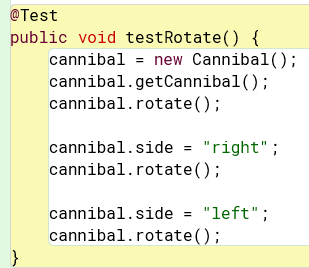 @Test
public void testRotate() {
cannibal = new Cannibal();
cannibal.getCannibal();
cannibal.rotate();
cannibal.side = "right";
cannibal.rotate();
cannibal.side = "left";
cannibal.rotate();
}